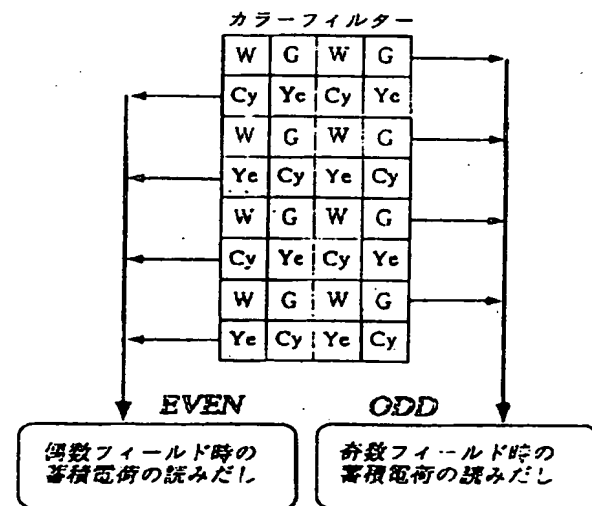 カラーフィルター
W G W G
Cy Ye Cy Ye
W G W G
Ye Cy Ye Cy
W G W G
Cy Ye Cy Ye
W G W G
Ye Cy Ye Cy
EVEN ODD
偶数フィールド時の
蓄積電荷の読みだし
奇数フィールド時の
蓄積電荷の読みだし